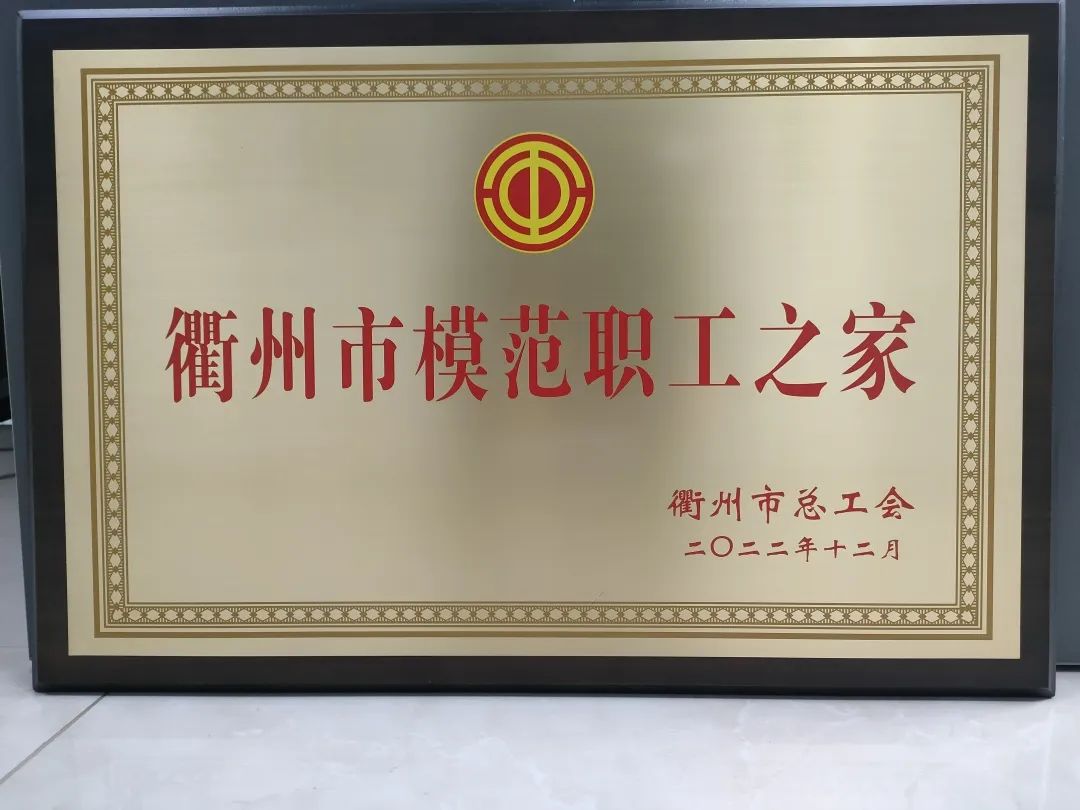 衢州市模范职工之家
衢州市总工会
二〇二二年十二月